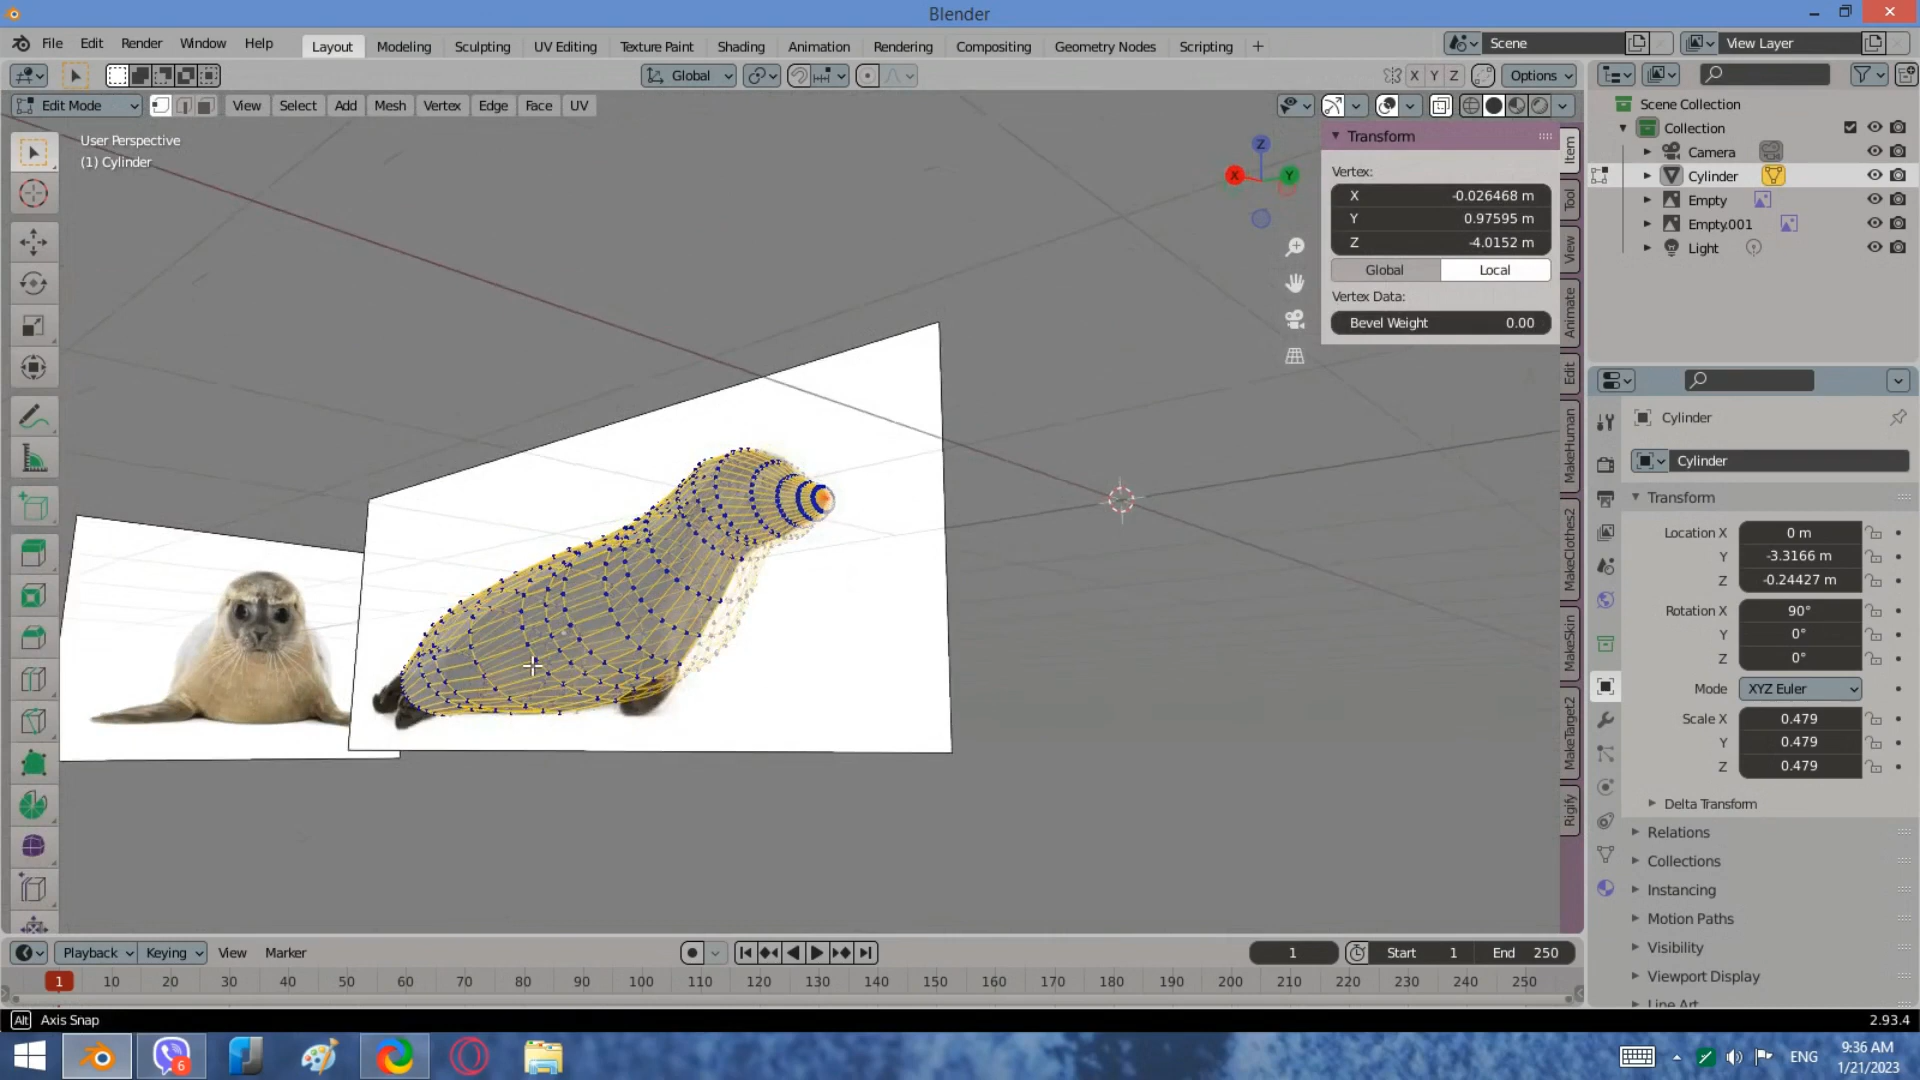 Blender
File Edit Render Window Help Layout Modeling Sculpting UV Editing Texture Paint Shading Animation Rendering Compositing Geometry Nodes Scripting + Scene View Layer
Global X Y Z Options
Edit Mode View Select Add Mesh Vertex Edge Face UV
User Perspective
(1) Cylinder
Z
X
Y
Transform
Vertex:
X -0.026468 m
Y 0.97595 m
Z -4.0152 m
Global Local
Vertex Data:
Bevel Weight 0.00
Item
Tool
View
Animate
Edit
MakeHuman
MakeClothes2
MakeSkin
MakeTarget2
Rigify
Scene Collection
Collection
Camera
Cylinder
Empty
Empty.001
Light
Cylinder
Cylinder
Transform
Location X 0 m
Y -3.3166 m
Z -0.24427 m
Rotation X 90°
Y 0°
Z 0°
Mode XYZ Euler
Scale X 0.479
Y 0.479
Z 0.479
Delta Transform
Relations
Collections
Instancing
Motion Paths
Visibility
Viewport Display
Line Art
Playback Keying View Marker 1 Start 1 End 250
1 10 20 30 40 50 60 70 80 90 100 110 120 130 140 150 160 170 180 190 200 210 220 230 240 250
Alt Axis Snap 2.93.4
6 ENG 9:36 AM
1/21/2023